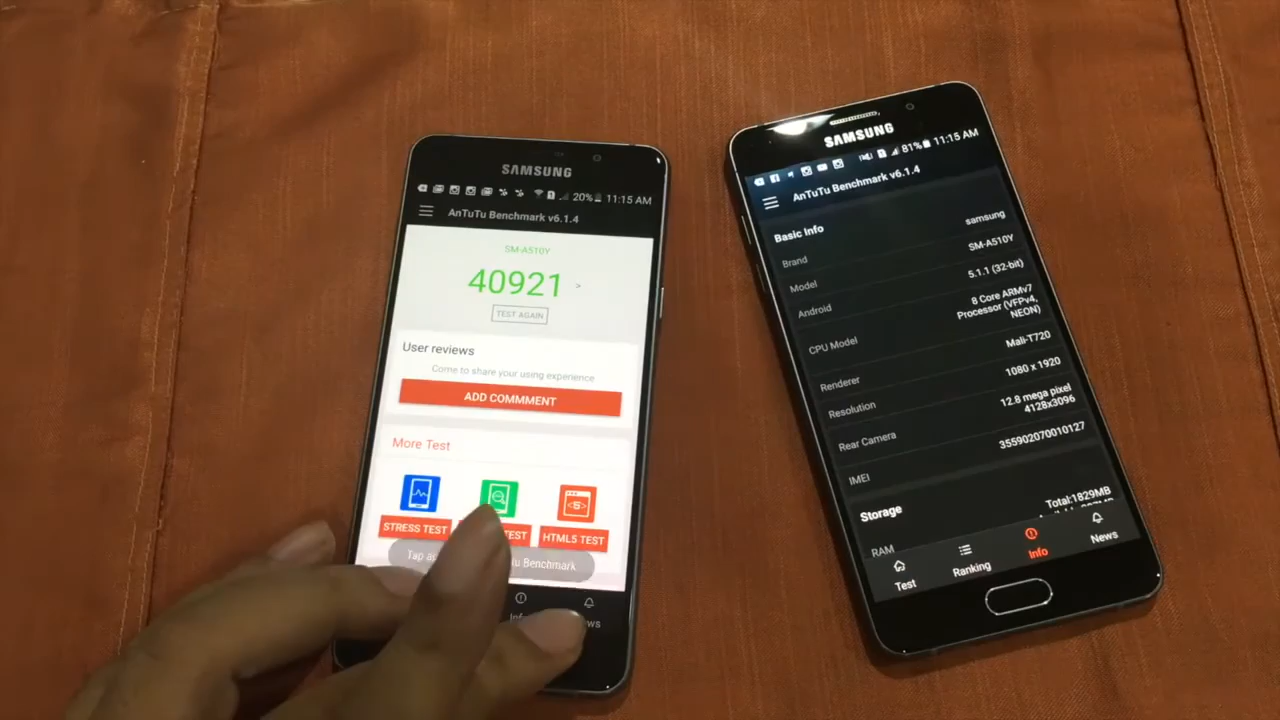 SAMSUNG
20% 11:15 AM
AnTuTu Benchmark v6.1.4
SM-A510Y
40921 >
TEST AGAIN
User reviews
Come to share your using experience
ADD COMMMENT
More Test
STRESS TEST
TEST
HTML5 TEST
Tap Benchmark
SAMSUNG
81% 11:15 AM
AnTuTu Benchmark v6.1.4
Basic Info
Brand samsung
Model SM-A510Y
Android 5.1.1 (32-bit)
CPU Model 8 Core ARMv7
Processor (VFPv4,
NEON)
Renderer Mali-T720
Resolution 1080 x 1920
Rear Camera 12.8 mega pixel
4128x3096
IMEI 355902070010127
Storage
RAM Total:1829MB
Test Ranking Info News